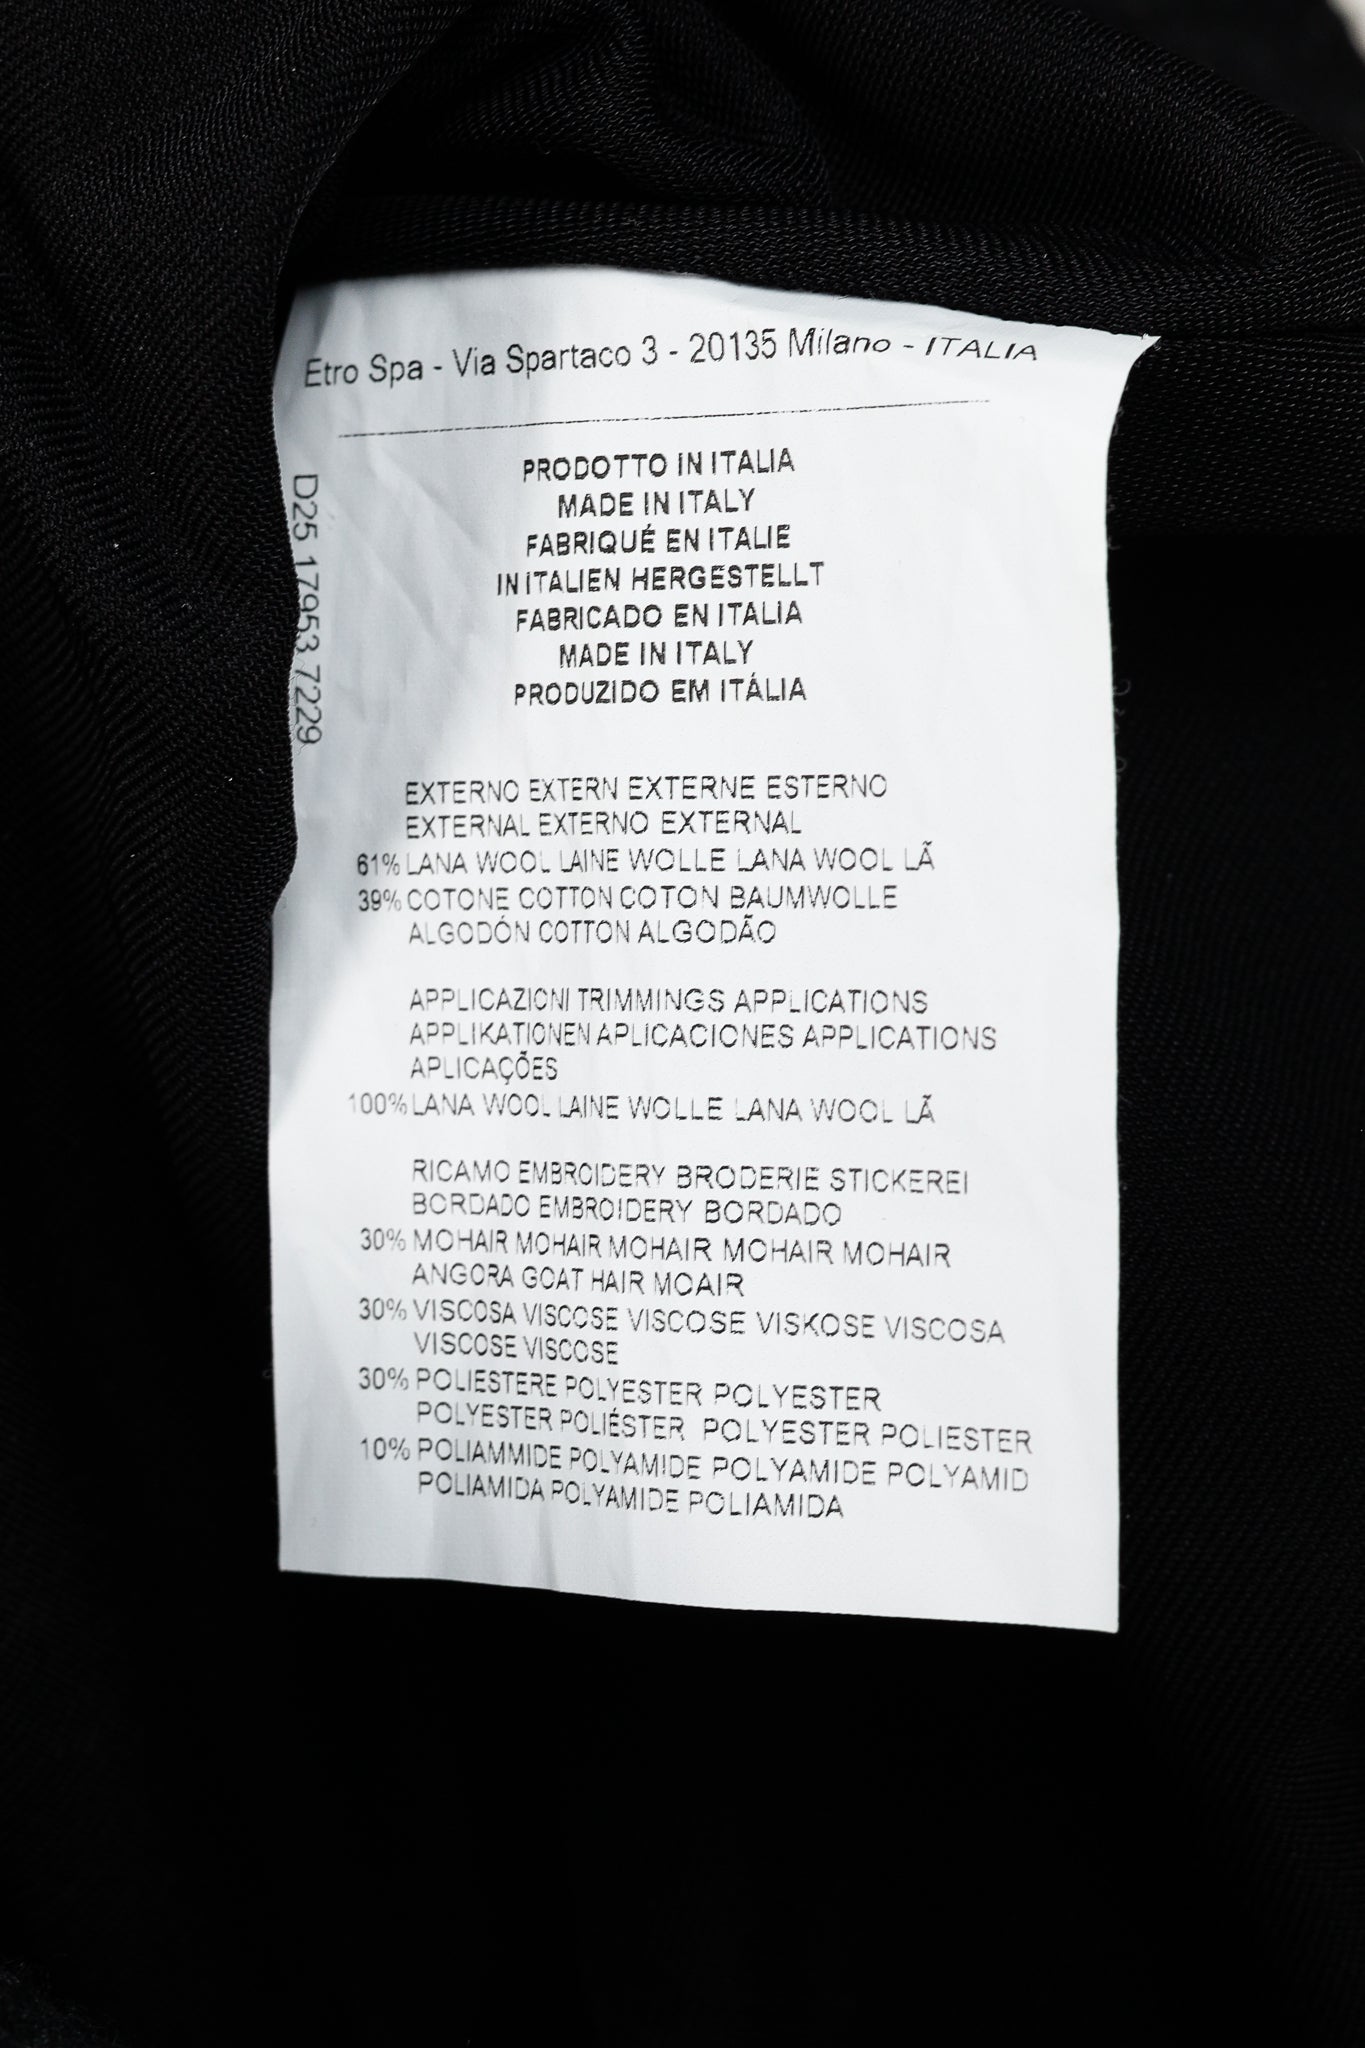 Etro Spa - Via Spartaco 3 - 20135 Milano - ITALIA
D25 17953 7229
PRODOTTO IN ITALIA
MADE IN ITALY
FABRIQUÉ EN ITALIE
IN ITALIEN HERGESTELLT
FABRICADO EN ITALIA
MADE IN ITALY
PRODUZIDO EM ITÁLIA
EXTERNO EXTERN EXTERNE ESTERNO
EXTERNAL EXTERNO EXTERNAL
61% LANA WOOL LAINE WOLLE LANA WOOL LÃ
39% COTONE COTTON COTON BAUMWOLLE
ALGODÓN COTTON ALGODÃO
APPLICAZIONI TRIMMINGS APPLICATIONS
APPLIKATIONEN APLICACIONES APPLICATIONS
APLICAÇÕES
100% LANA WOOL LAINE WOLLE LANA WOOL LÃ
RICAMO EMBROIDERY BRODERIE STICKEREI
BORDADO EMBROIDERY BORDADO
30% MOHAIR MOHAIR MOHAIR MOHAIR MOHAIR
ANGORA GOAT HAIR MOAIR
30% VISCOSA VISCOSE VISCOSE VISKOSE VISCOSA
VISCOSE VISCOSE
30% POLIESTERE POLYESTER POLYESTER
POLYESTER POLIÉSTER POLYESTER POLIESTER
10% POLIAMMIDE POLYAMIDE POLYAMIDE POLYAMID
POLIAMIDA POLYAMIDE POLIAMIDA